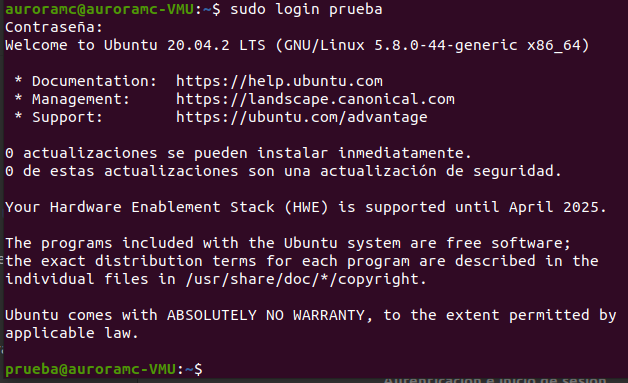 auroramc@auroramc-VMU:~$ sudo login prueba
Contraseña:
Welcome to Ubuntu 20.04.2 LTS (GNU/Linux 5.8.0-44-generic x86_64)
* Documentation: https://help.ubuntu.com
* Management: https://landscape.canonical.com
* Support: https://ubuntu.com/advantage
0 actualizaciones se pueden instalar inmediatamente.
0 de estas actualizaciones son una actualización de seguridad.
Your Hardware Enablement Stack (HWE) is supported until April 2025.
The programs included with the Ubuntu system are free software;
the exact distribution terms for each program are described in the
individual files in /usr/share/doc/*/copyright.
Ubuntu comes with ABSOLUTELY NO WARRANTY, to the extent permitted by
applicable law.
prueba@auroramc-VMU:~$